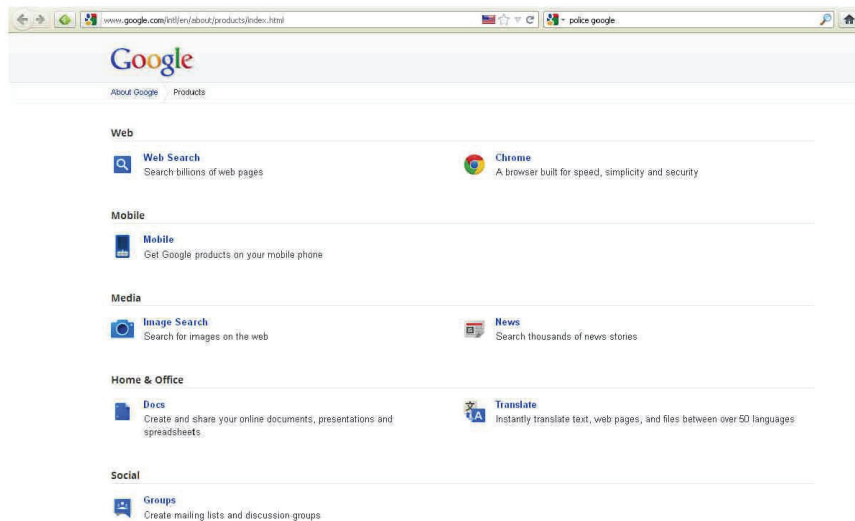 www.google.com/intl/en/about/products/index.html
police google
Google
About Google Products
Web
Web Search
Search billions of web pages
Chrome
A browser built for speed, simplicity and security
Mobile
Mobile
Get Google products on your mobile phone
Media
Image Search
Search for images on the web
News
Search thousands of news stories
Home & Office
Docs
Create and share your online documents, presentations and
spreadsheets
Translate
Instantly translate text, web pages, and files between over 50 languages
Social
Groups
Create mailing lists and discussion groups